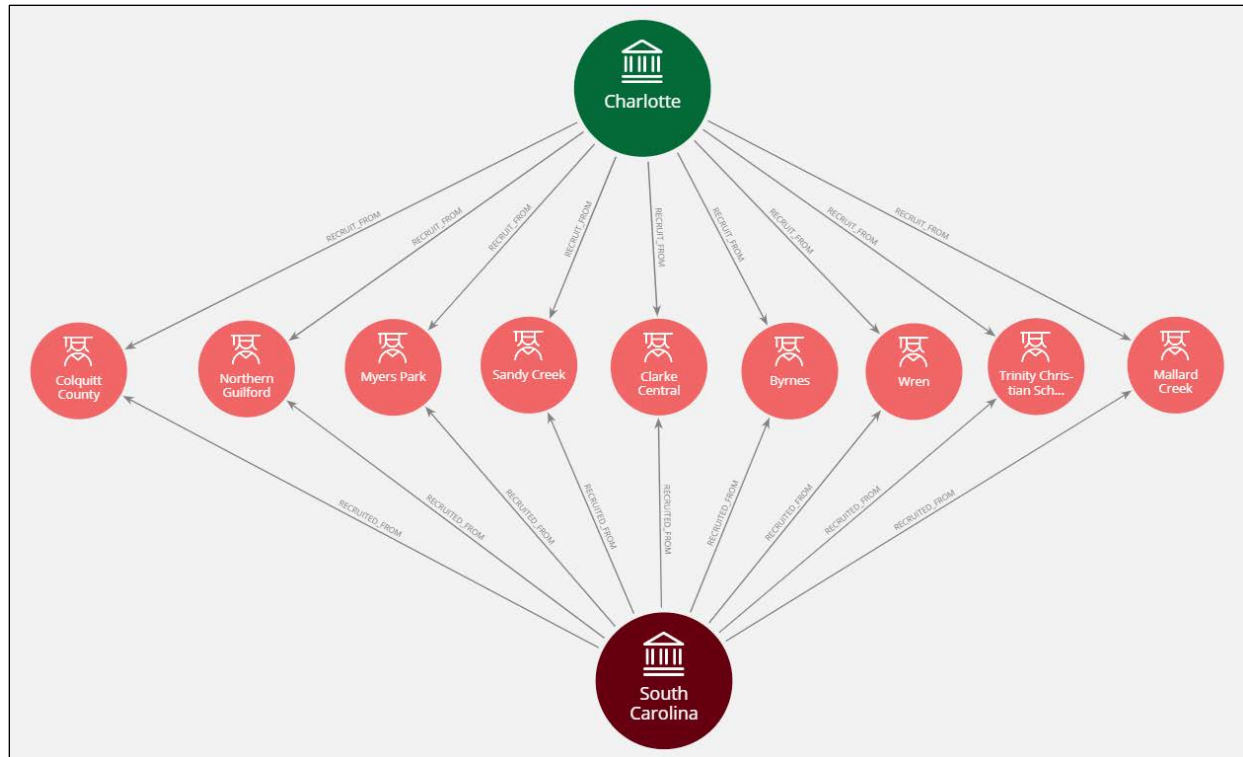 Charlotte
RECRUIT_FROM
RECRUIT_FROM
RECRUIT_FROM
RECRUIT_FROM
RECRUIT_FROM
RECRUIT_FROM
RECRUIT_FROM
RECRUIT_FROM
RECRUIT_FROM
Colquitt
County
Northern
Guilford
Myers Park
Sandy Creek
Clarke
Central
Byrnes
Wren
Trinity Chris-
tian Sch...
Mallard
Creek
RECRUITED_FROM
RECRUITED_FROM
RECRUITED_FROM
RECRUITED_FROM
RECRUITED_FROM
RECRUITED_FROM
RECRUITED_FROM
RECRUITED_FROM
RECRUITED_FROM
South
Carolina